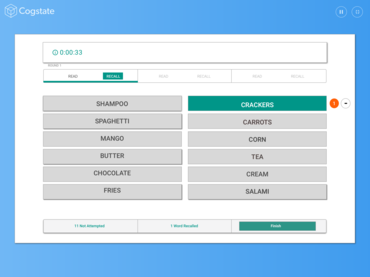 Cogstate
0:00:33
ROUND 1
READ RECALL READ RECALL READ RECALL
SHAMPOO CRACKERS 1
SPAGHETTI CARROTS
MANGO CORN
BUTTER TEA
CHOCOLATE CREAM
FRIES SALAMI
11 Not Attempted 1 Word Recalled Finish